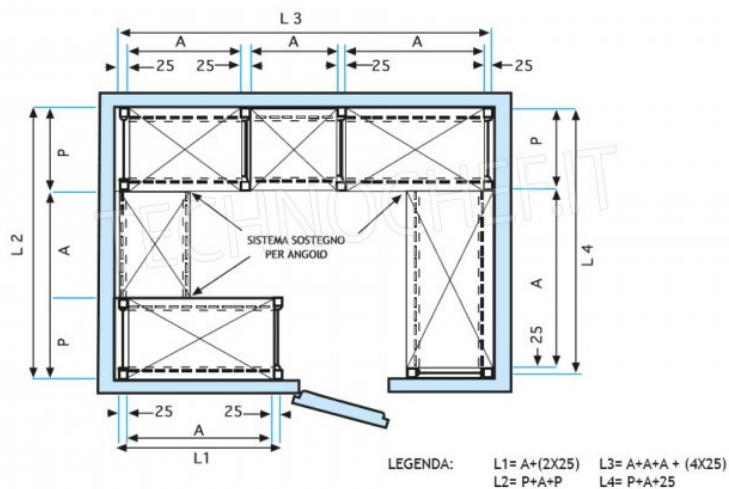 L 3
A
A
A
25
25
25
25
P
A
P
L 2
P
A
25
L 4
TECHNOCHEF.IT
SISTEMA SOSTEGNO
PER ANGOLO
25
25
A
L1
LEGENDA:
L1= A+(2X25)
L3= A+A+A + (4X25)
L2= P+A+P
L4= P+A+25